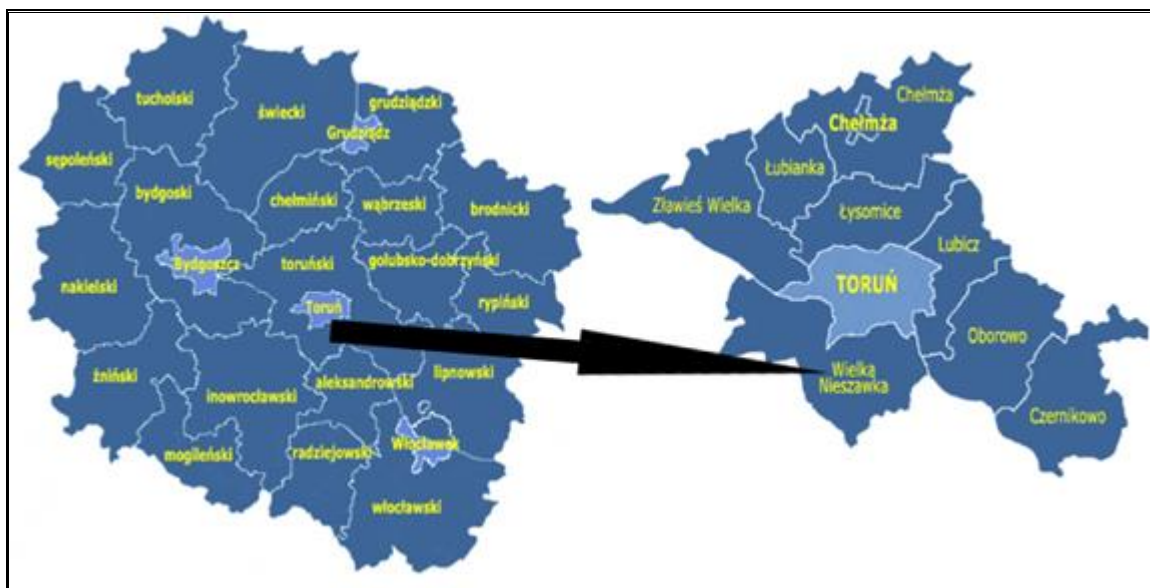 tucholski
świecki
grudziądzki
Grudziądz
sępoleński
bydgoski
chełmiński
wąbrzeski
brodnicki
Bydgoszcz
toruński
golubsko-dobrzyński
nakielski
Toruń
rypiński
żniński
inowrocławski
aleksandrowski
lipnowski
mogileński
radziejowski
Włocławek
włocławski
Chełmża
Chełmża
Łubianka
Zławieś Wielka
Łysomice
Lubicz
TORUŃ
Oborowo
Wielka
Nieszawka
Czernikowo